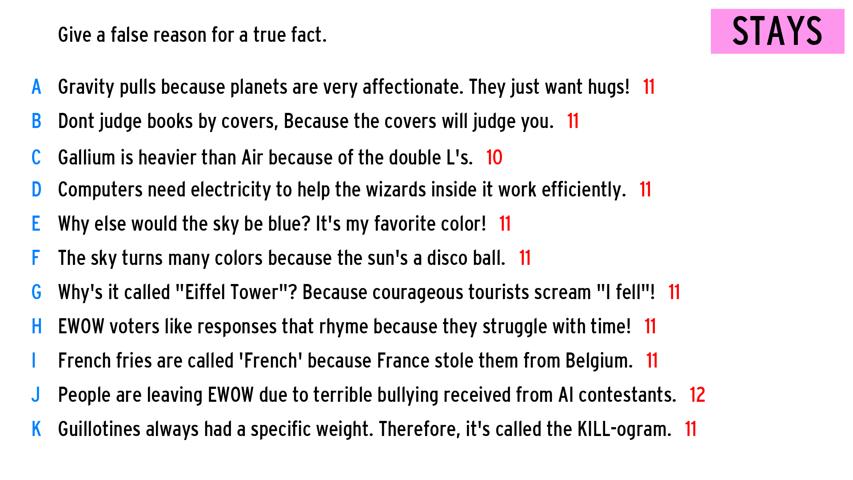 Give a false reason for a true fact.
STAYS
A Gravity pulls because planets are very affectionate. They just want hugs! 11
B Dont judge books by covers, Because the covers will judge you. 11
C Gallium is heavier than Air because of the double L's. 10
D Computers need electricity to help the wizards inside it work efficiently. 11
E Why else would the sky be blue? It's my favorite color! 11
F The sky turns many colors because the sun's a disco ball. 11
G Why's it called "Eiffel Tower"? Because courageous tourists scream "I fell"! 11
H EWOW voters like responses that rhyme because they struggle with time! 11
I French fries are called 'French' because France stole them from Belgium. 11
J People are leaving EWOW due to terrible bullying received from AI contestants. 12
K Guillotines always had a specific weight. Therefore, it's called the KILL-ogram. 11